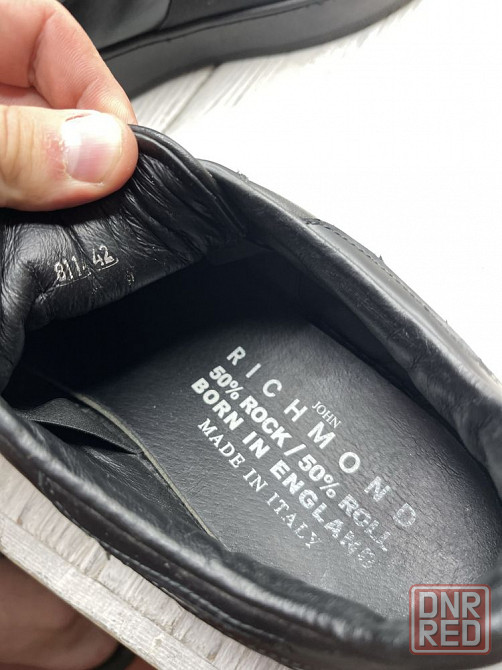 811 42
RICHMOND
JOHN
50% ROCK / 50% ROLL
BORN IN ENGLAND
MADE IN ITALY
DNR
RED